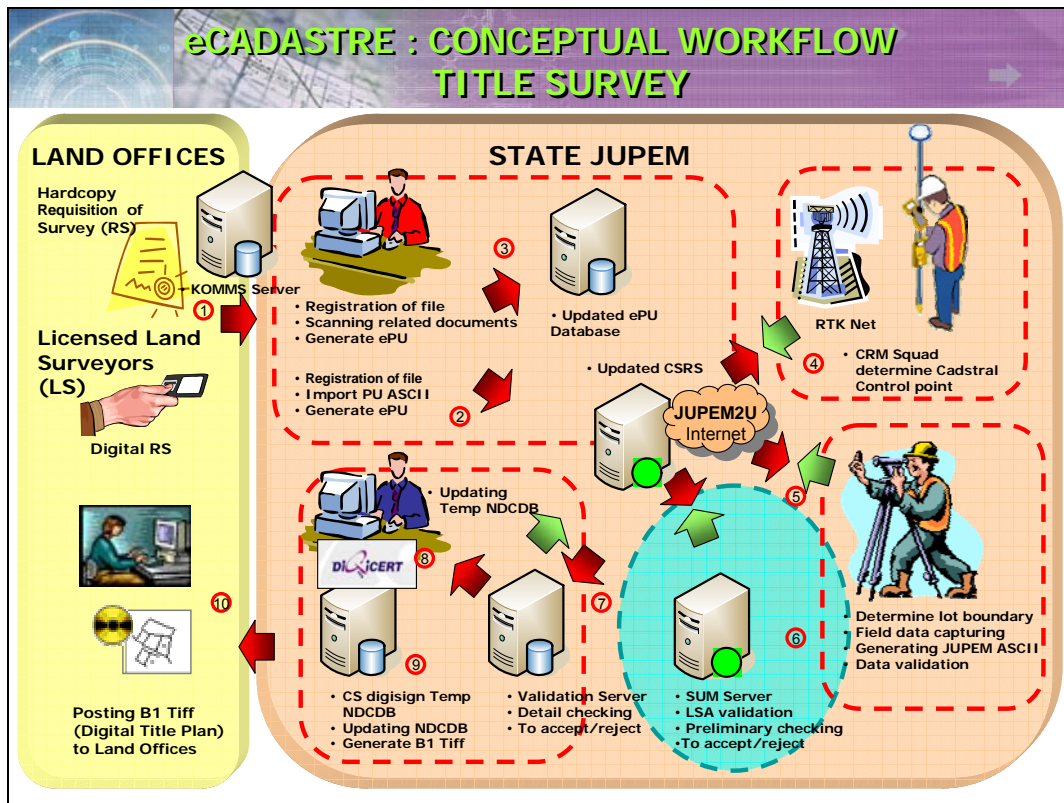 eCADASTRE : CONCEPTUAL WORKFLOW
TITLE SURVEY
LAND OFFICES
Hardcopy
Requisition of
Survey (RS)
• KOMMS Server
1
Licensed Land
Surveyors
(LS)
Digital RS
10
Posting B1 Tiff
(Digital Title Plan)
to Land Offices
STATE JUPEM
3
• Registration of file
• Scanning related documents
• Generate ePU
• Registration of file
• Import PU ASCII
• Generate ePU
2
• Updated ePU
Database
• Updated CSRS
JUPEM2U
Internet
RTK Net
4
• CRM Squad
determine Cadstral
Control point
5
• Determine lot boundary
• Field data capturing
• Generating JUPEM ASCII
• Data validation
6
• SUM Server
• LSA validation
• Preliminary checking
•To accept/reject
7
• Validation Server
• Detail checking
• To accept/reject
• Updating
Temp NDCDB
8
DIGICERT
9
• CS digisign Temp
NDCDB
• Updating NDCDB
• Generate B1 Tiff